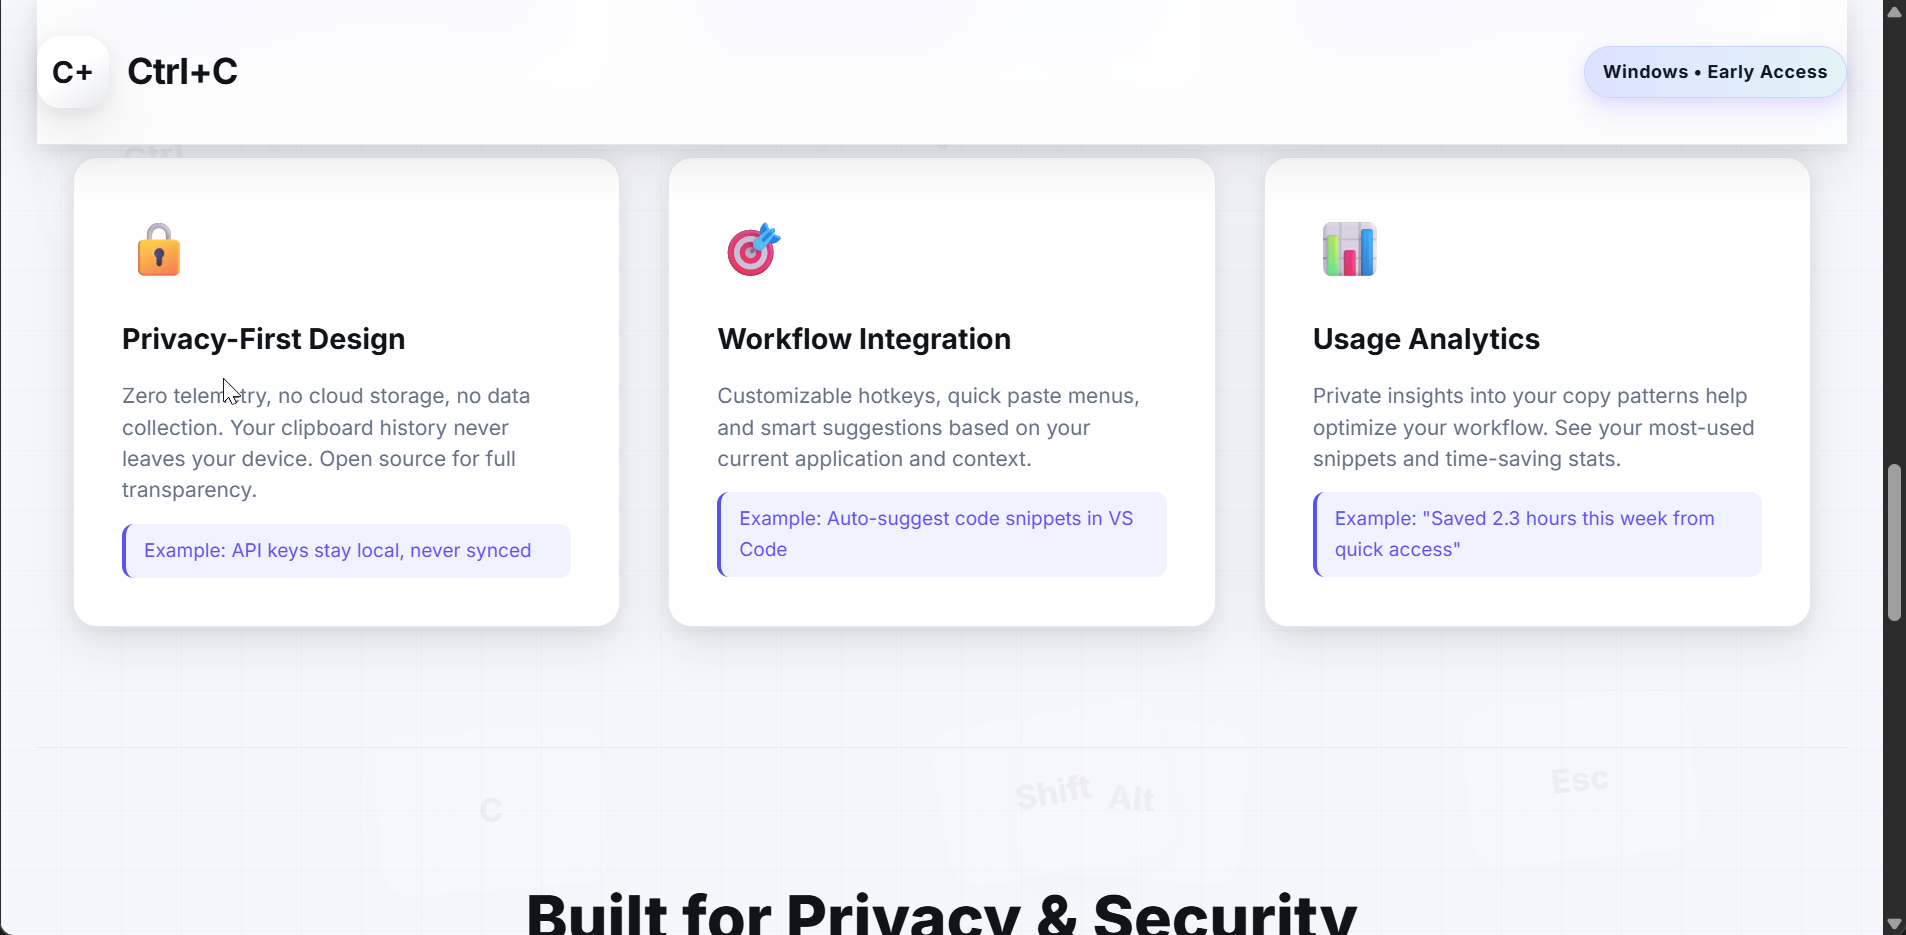 C+ Ctrl+C
Windows • Early Access
Ctrl
Privacy-First Design
Zero telemetry, no cloud storage, no data
collection. Your clipboard history never
leaves your device. Open source for full
transparency.
Example: API keys stay local, never synced
Workflow Integration
Customizable hotkeys, quick paste menus,
and smart suggestions based on your
current application and context.
Example: Auto-suggest code snippets in VS
Code
Usage Analytics
Private insights into your copy patterns help
optimize your workflow. See your most-used
snippets and time-saving stats.
Example: "Saved 2.3 hours this week from
quick access"
C
Shift
Alt
Esc
Built for Privacy & Security